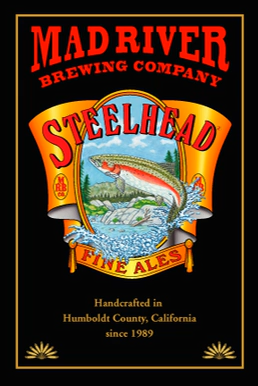 MAD RIVER
BREWING COMPANY
STEELHEAD
FINE ALES
Handcrafted in
Humboldt County, California
since 1989